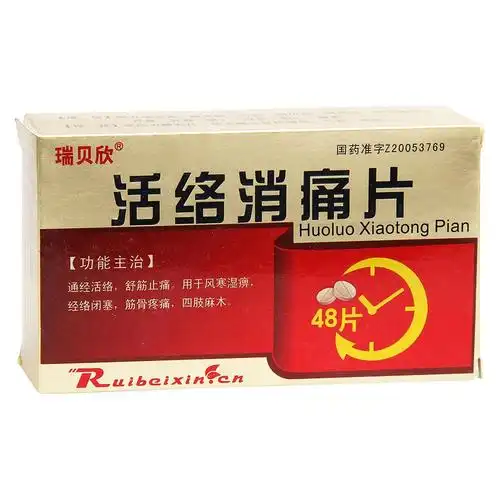 瑞贝欣®
国药准字Z20053769
活络消痛片
Huoluo Xiaotong Pian
【功能主治】
通经活络，舒筋止痛。用于风寒湿痹，
经络闭塞，筋骨疼痛，四肢麻木。
48片
Ruibeixin.cn